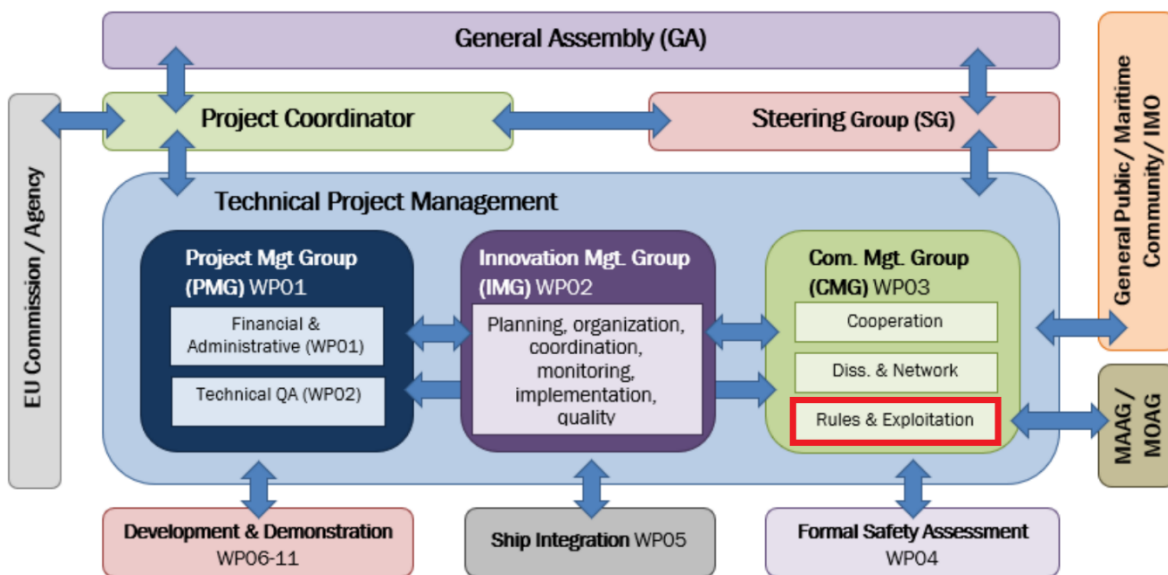 General Assembly (GA)
Project Coordinator
Steering Group (SG)
EU Commission / Agency
General Public / Maritime
Community / IMO
MAAG /
MOAG
Technical Project Management
Project Mgt Group
(PMG) WP01
Financial &
Administrative (WP01)
Technical QA (WP02)
Innovation Mgt. Group
(IMG) WP02
Planning, organization,
coordination,
monitoring,
implementation,
quality
Com. Mgt. Group
(CMG) WP03
Cooperation
Diss. & Network
Rules & Exploitation
Development & Demonstration
WP06-11
Ship Integration WP05
Formal Safety Assessment
WP04